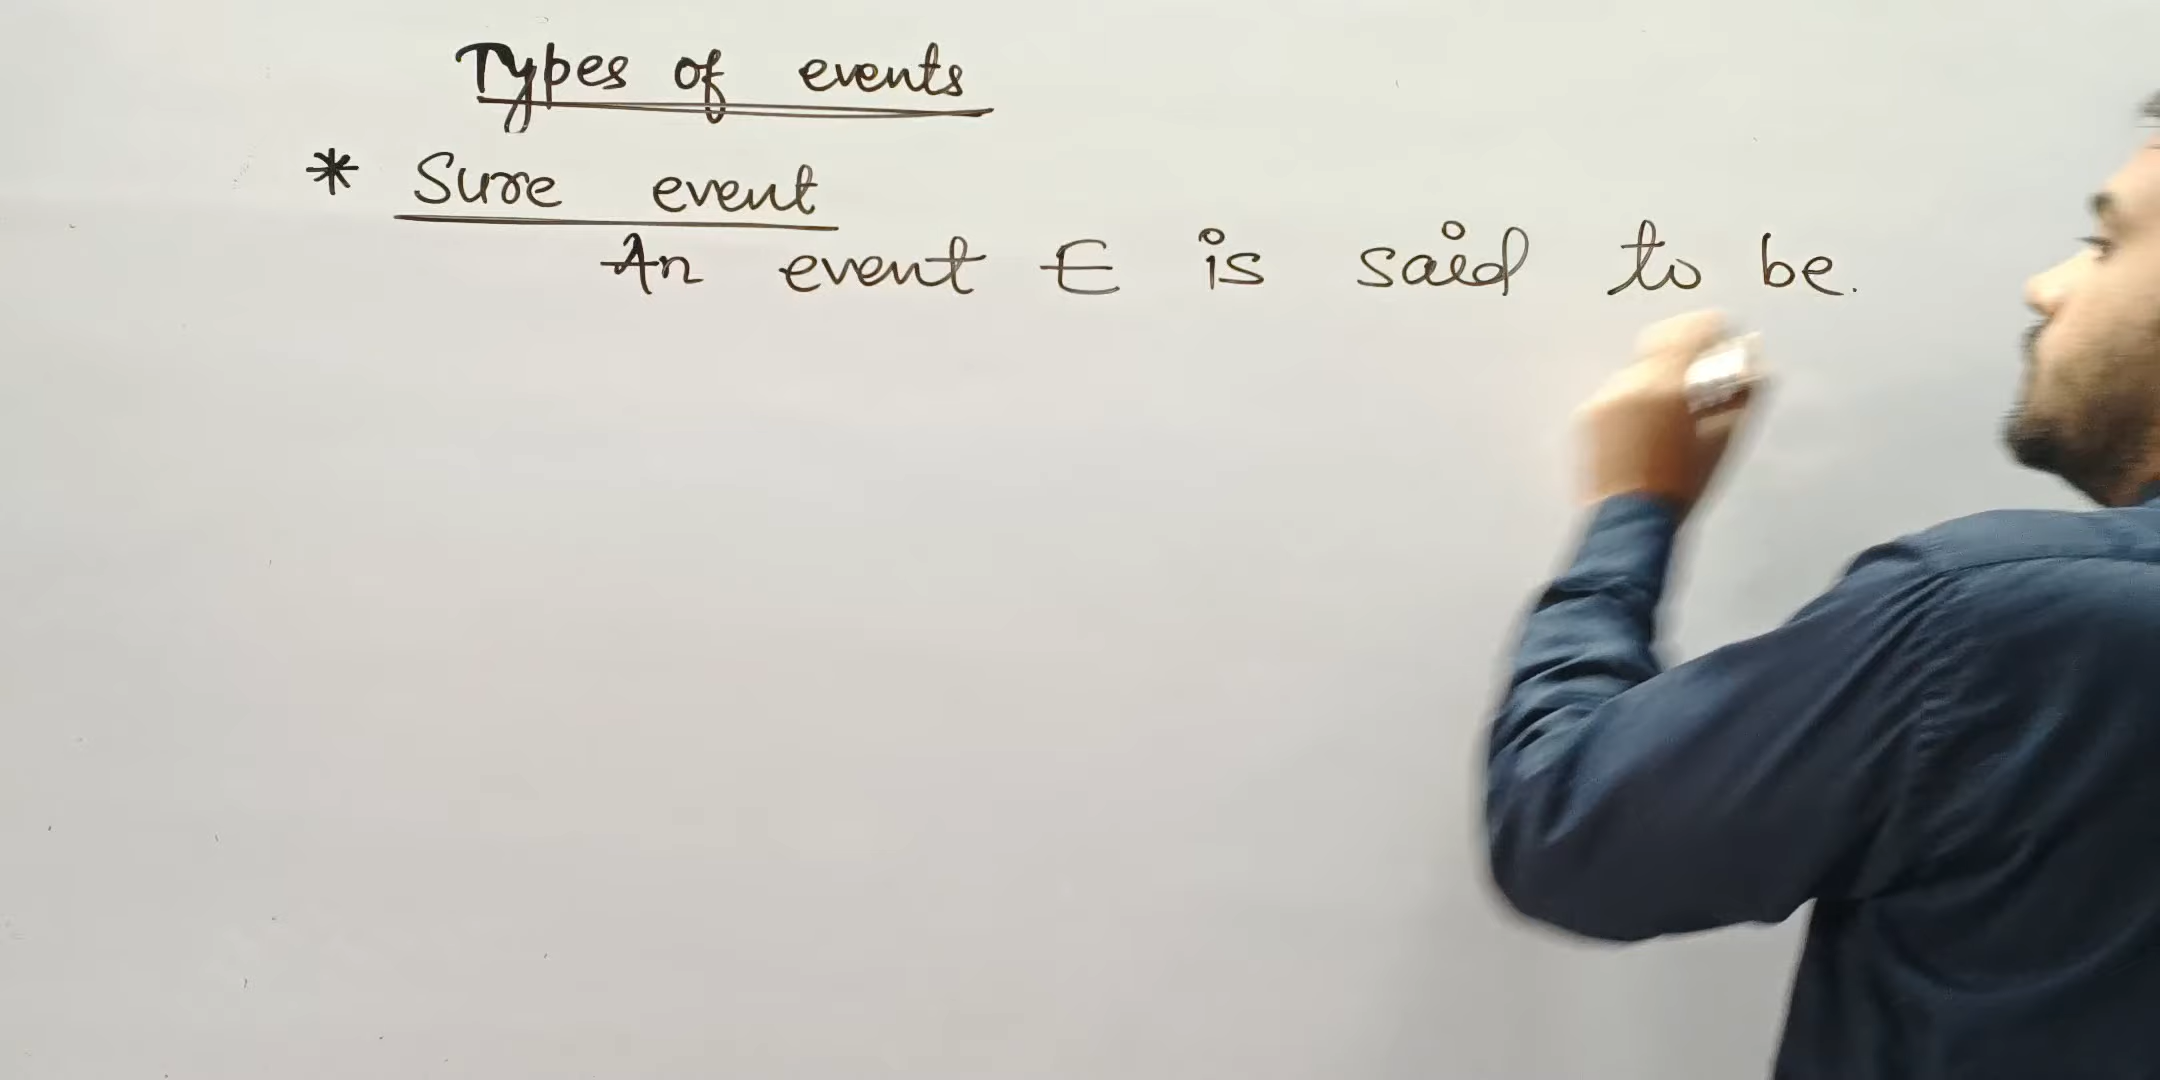 Types of events
* Sure event
An event E is said to be.